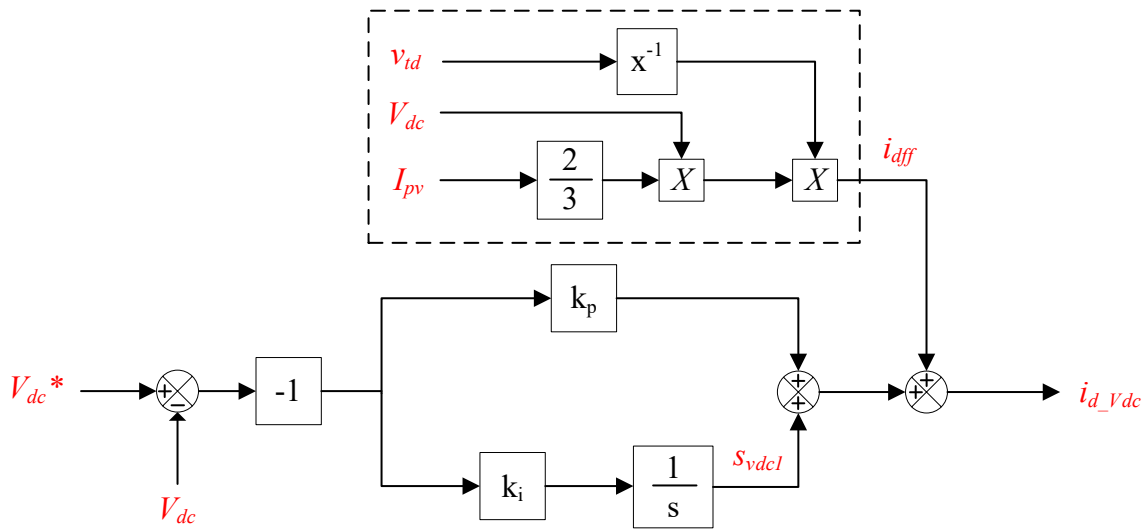 v_td
x^-1
V_dc
i_dff
I_pv
2
3
X
X
k_p
V_dc*
+
−
-1
+
+
+
+
i_d_Vdc
k_i
1
s
s_vdc1
V_dc